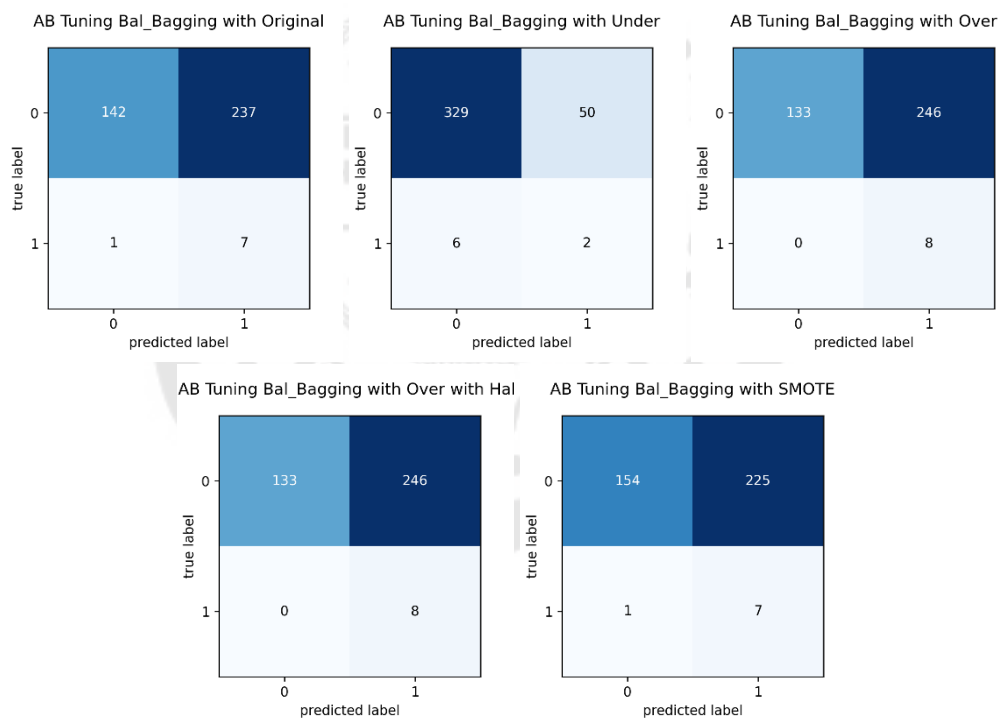 AB Tuning Bal_Bagging with Original
0
142
237
true label
1
1
7
0
1
predicted label
AB Tuning Bal_Bagging with Under
0
329
50
true label
1
6
2
0
1
predicted label
AB Tuning Bal_Bagging with Over
0
133
246
true label
1
0
8
0
1
predicted label
AB Tuning Bal_Bagging with Over with Hal
0
133
246
true label
1
0
8
0
1
predicted label
AB Tuning Bal_Bagging with SMOTE
0
154
225
true label
1
1
7
0
1
predicted label